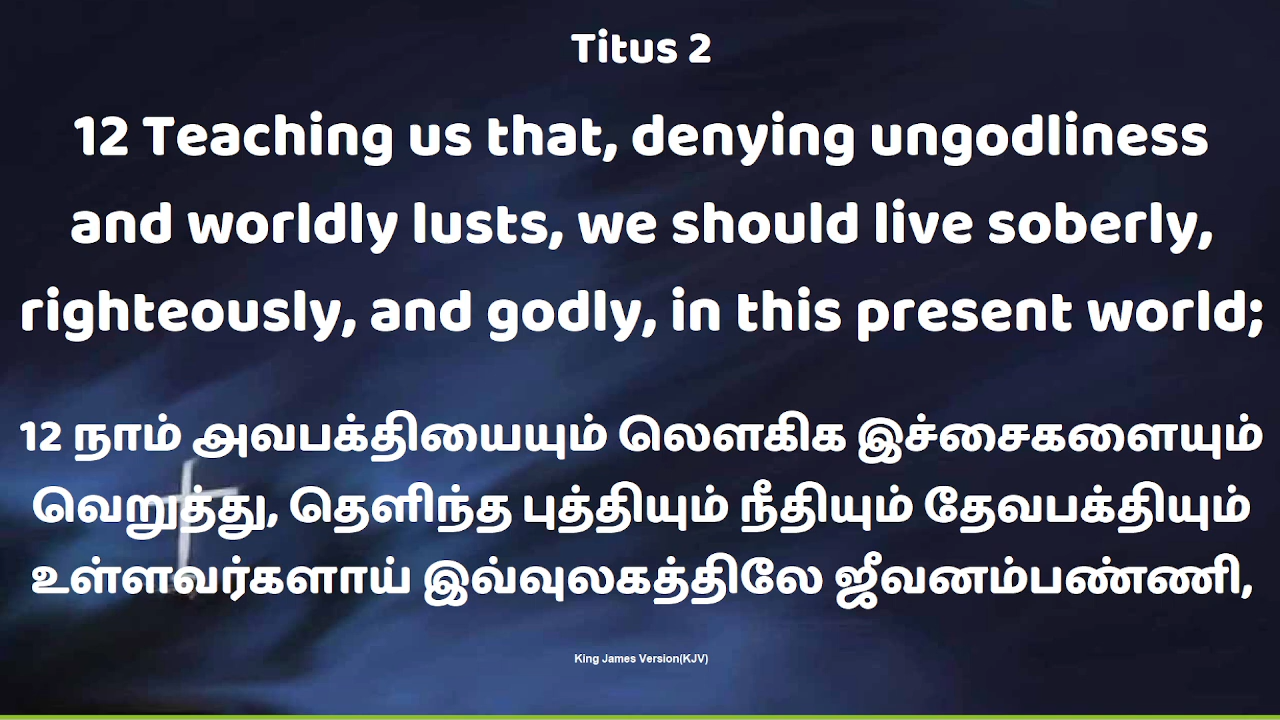 Titus 2
12 Teaching us that, denying ungodliness
and worldly lusts, we should live soberly,
righteously, and godly, in this present world;
12 நாம் அவபக்தியையும் லௌகிக இச்சைகளையும்
வெறுத்து, தெளிந்த புத்தியும் நீதியும் தேவபக்தியும்
உள்ளவர்களாய் இவ்வுலகத்திலே ஜீவனம்பண்ணி,
King James Version(KJV)